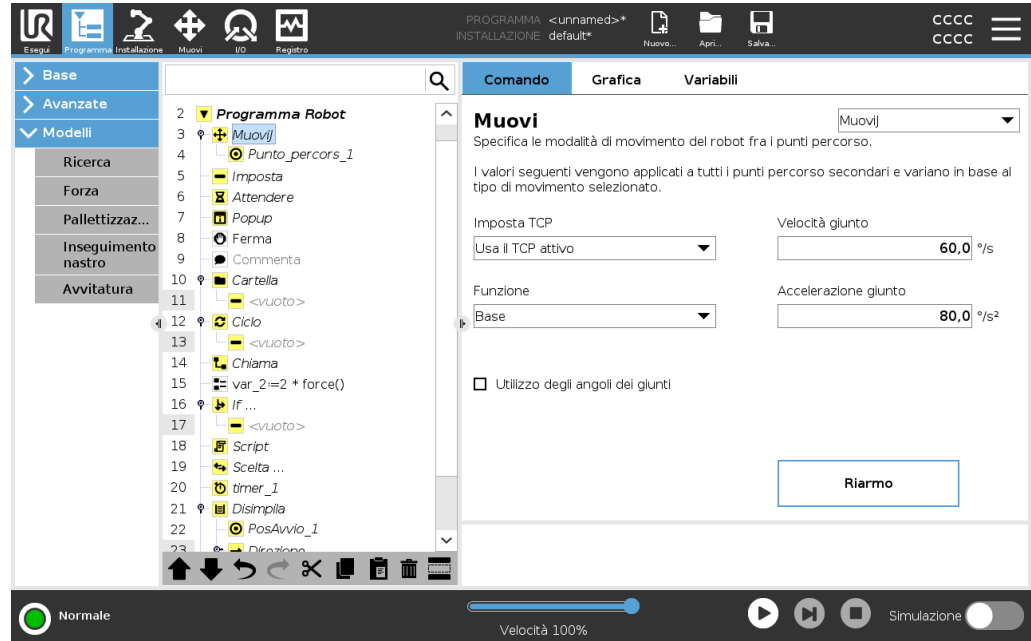 UR
PROGRAMMA <unnamed>*
INSTALLAZIONE default*
CCCC
CCCC
Esegui Programma Installazione Muovi I/O Registro Nuovo... Apri... Salva...
Base
Avanzate
Modelli
Ricerca
Forza
Pallettizzaz...
Inseguimento
nastro
Avvitatura
2 Programma Robot
3 MuoviJ
4 Punto_percors_1
5 Imposta
6 Attendere
7 Popup
8 Ferma
9 Commenta
10 Cartella
11 <vuoto>
12 Ciclo
13 <vuoto>
14 Chiama
15 var_2:=2 * force()
16 If ...
17 <vuoto>
18 Script
19 Scelta ...
20 timer_1
21 Disimpila
22 PosAvvio_1
23 Direzione
Comando Grafica Variabili
Muovi
MuoviJ
Specifica le modalità di movimento del robot fra i punti percorso.
I valori seguenti vengono applicati a tutti i punti percorso secondari e variano in base al
tipo di movimento selezionato.
Imposta TCP Velocità giunto
Usa il TCP attivo 60,0 °/s
Funzione Accelerazione giunto
Base 80,0 °/s²
Utilizzo degli angoli dei giunti
Riarmo
Normale
Velocità 100%
Simulazione